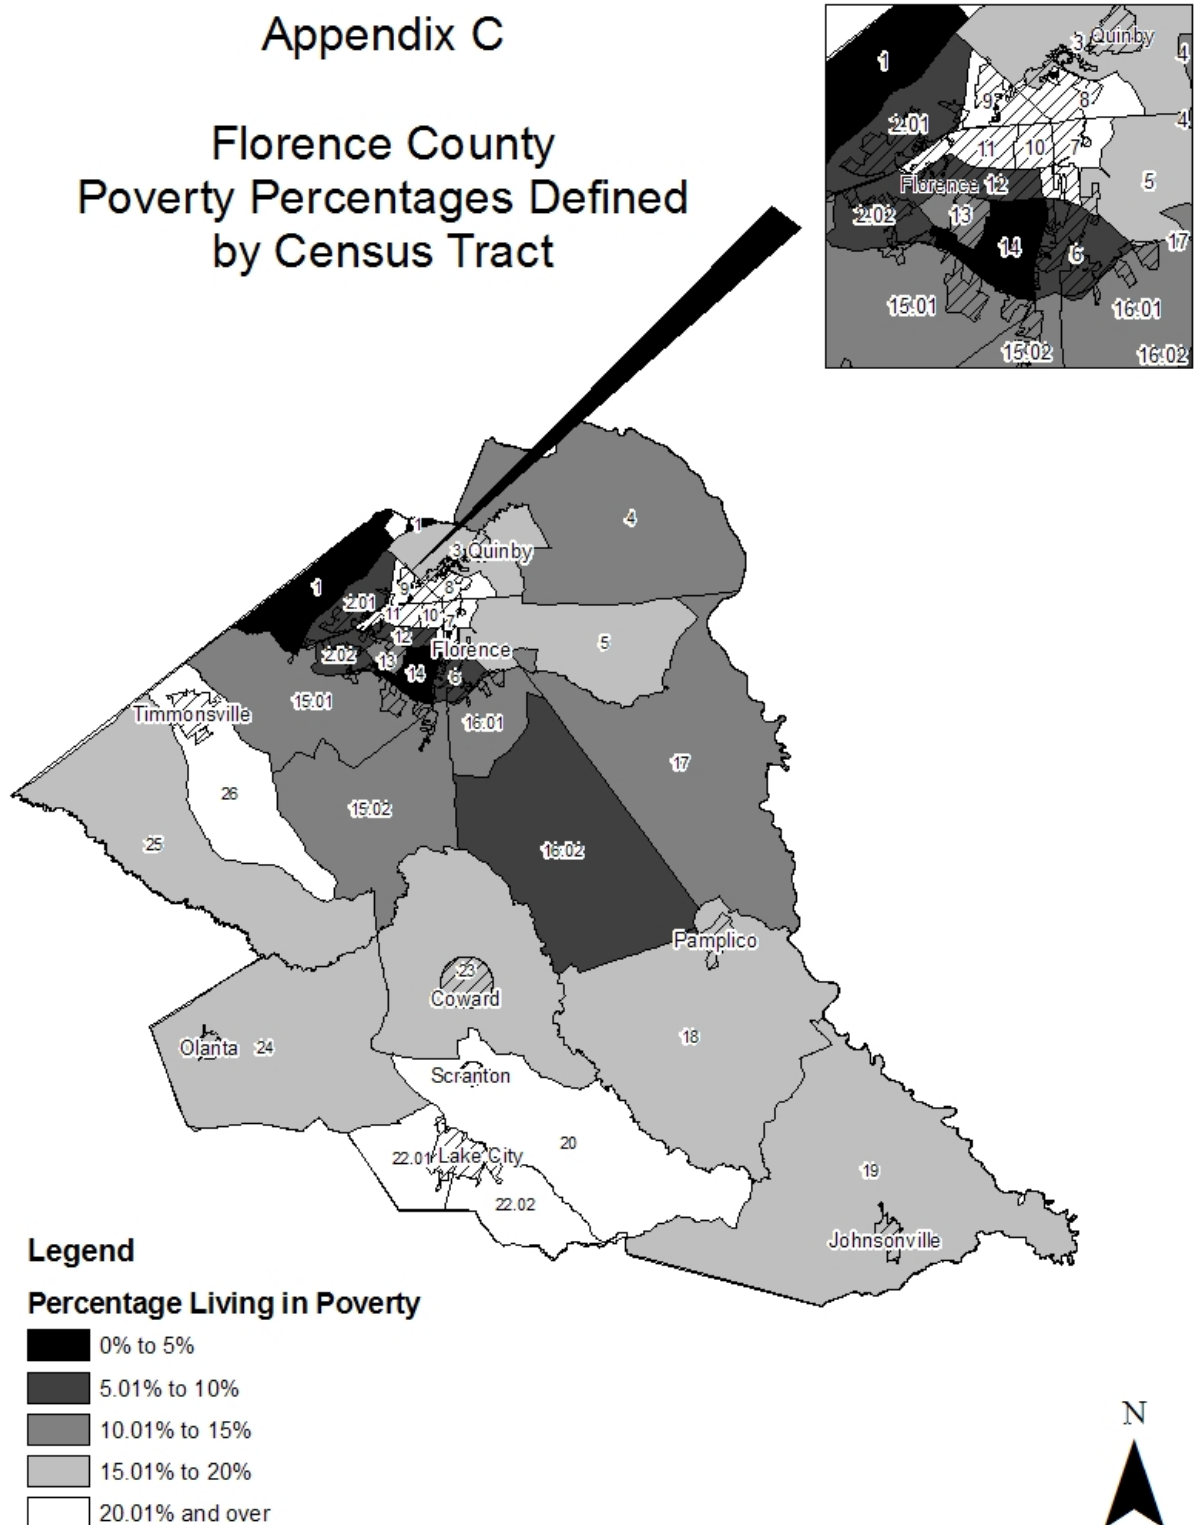 Appendix C
Florence County
Poverty Percentages Defined
by Census Tract
3 Quinby
4
1
9
8
2.01
4
11
10
7
Florence 12
5
2.02
13
14
6
17
15.01
16.01
15.02
16.02
4
1
3 Quinby
1
9
8
2.01
11
10
7
12
Florence
5
2.02
13
14
6
15.01
16.01
Timmonsville
17
26
15.02
25
16.02
Pamplico
23
Coward
18
Olanta 24
Scranton
20
22.01
Lake City
19
22.02
Johnsonville
Legend
Percentage Living in Poverty
0% to 5%
5.01% to 10%
10.01% to 15%
15.01% to 20%
20.01% and over
N